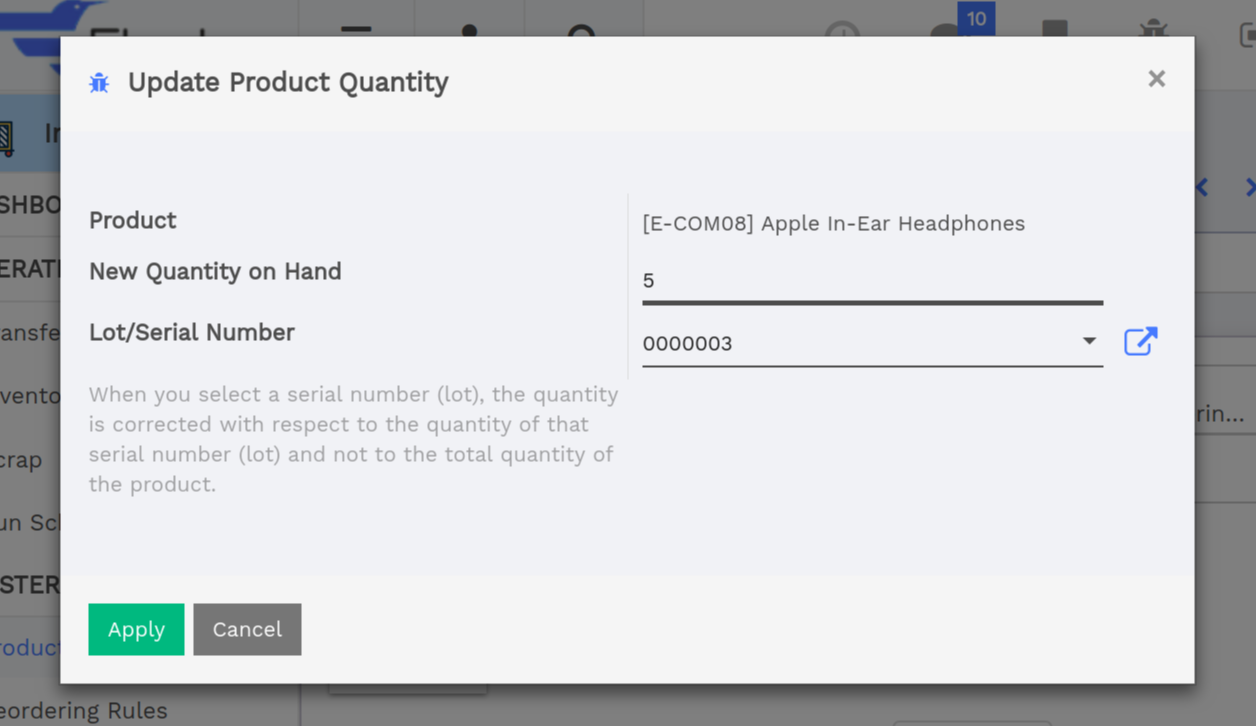 10
Update Product Quantity
×
Product
[E-COM08] Apple In-Ear Headphones
New Quantity on Hand
5
Lot/Serial Number
0000003
When you select a serial number (lot), the quantity
is corrected with respect to the quantity of that
serial number (lot) and not to the total quantity of
the product.
Apply
Cancel
SHBO
ERATI
ansfe
vento
crap
un Sch
STER
roduct
eordering Rules
rin...